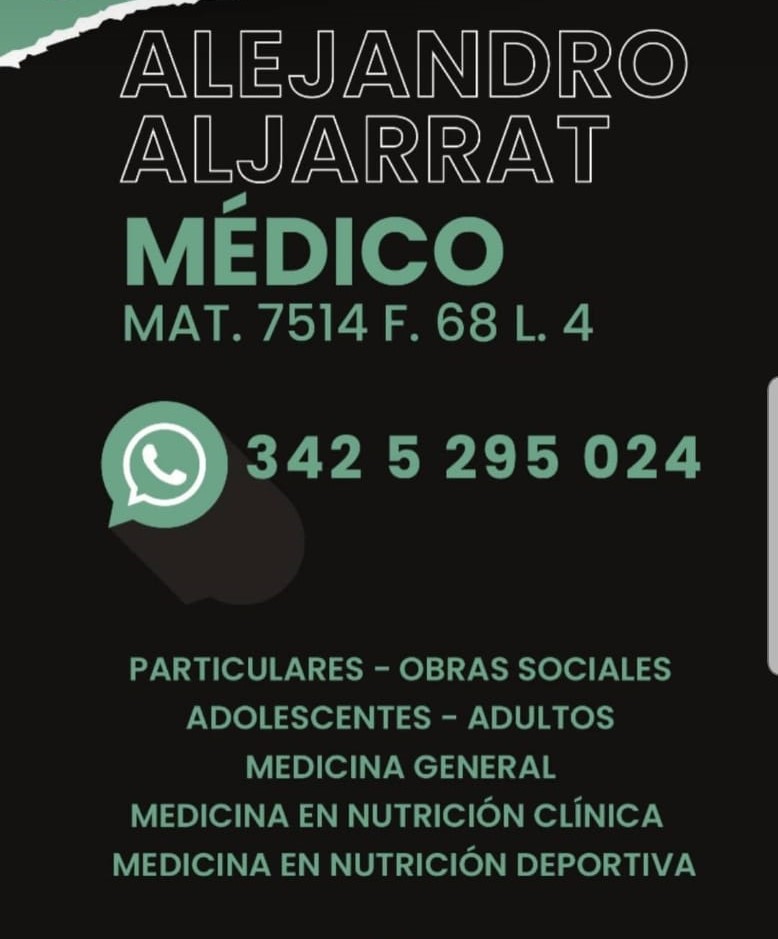 ALEJANDRO
ALJARRAT
MÉDICO
MAT. 7514 F. 68 L. 4
342 5 295 024
PARTICULARES - OBRAS SOCIALES
ADOLESCENTES - ADULTOS
MEDICINA GENERAL
MEDICINA EN NUTRICIÓN CLÍNICA
MEDICINA EN NUTRICIÓN DEPORTIVA